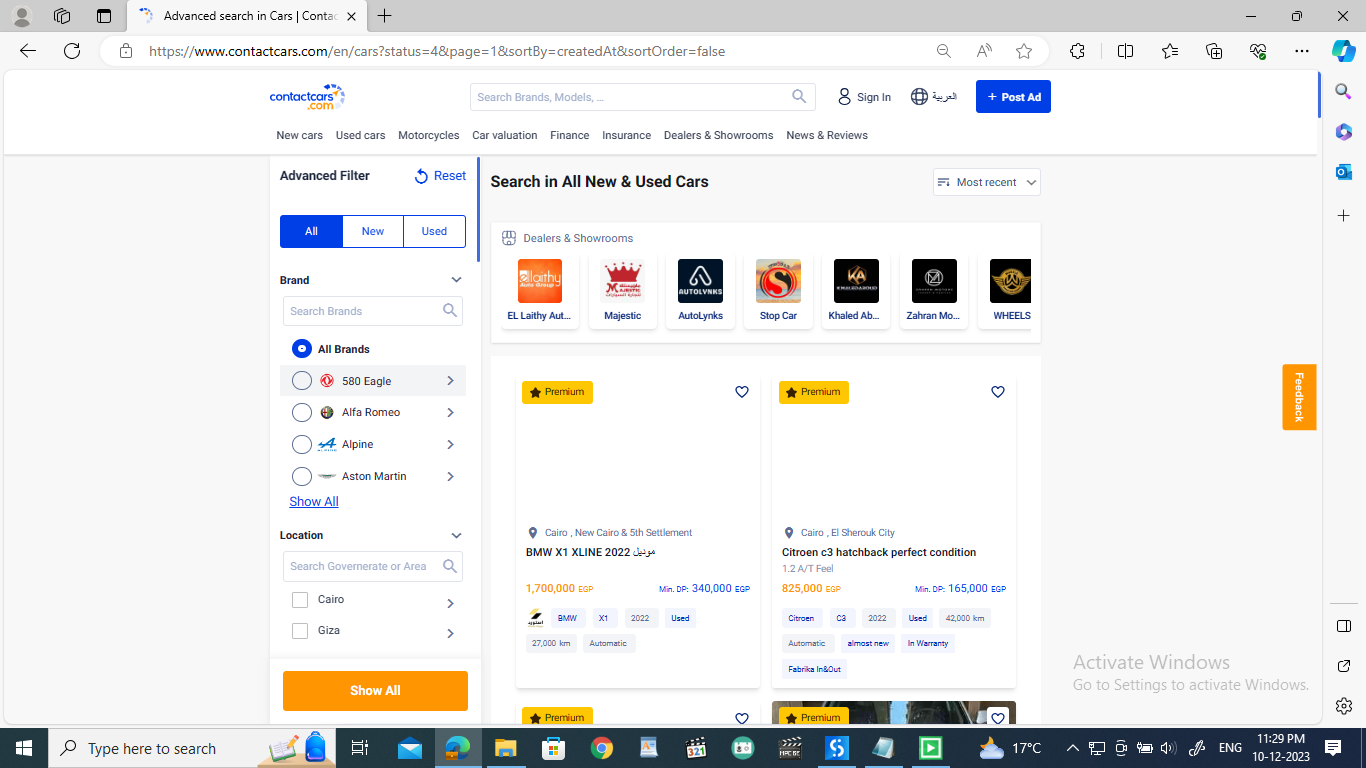 Advanced search in Cars | Contac
https://www.contactcars.com/en/cars?status=4&page=1&sortBy=createdAt&sortOrder=false
contactcars
.com
Search Brands, Models, ...
Sign In
العربية
+ Post Ad
New cars Used cars Motorcycles Car valuation Finance Insurance Dealers & Showrooms News & Reviews
Advanced Filter
Reset
All New Used
Brand
Search Brands
All Brands
580 Eagle
Alfa Romeo
Alpine
Aston Martin
Show All
Location
Search Governerate or Area
Cairo
Giza
Show All
Search in All New & Used Cars
Most recent
Dealers & Showrooms
EL Laithy Aut...
Majestic
AutoLynks
Stop Car
Khaled Ab...
Zahran Mo...
WHEELS
Premium
Cairo , New Cairo & 5th Settlement
BMW X1 XLINE 2022 موديل
1,700,000 EGP
Min. DP: 340,000 EGP
BMW X1 2022 Used
27,000 km Automatic
Premium
Cairo , El Sherouk City
Citroen c3 hatchback perfect condition
1.2 A/T Feel
825,000 EGP
Min. DP: 165,000 EGP
Citroen C3 2022 Used 42,000 km
Automatic almost new In Warranty
Fabrika In&Out
Premium
Premium
Feedback
Activate Windows
Go to Settings to activate Windows.
Type here to search
17°C
ENG
11:29 PM
10-12-2023